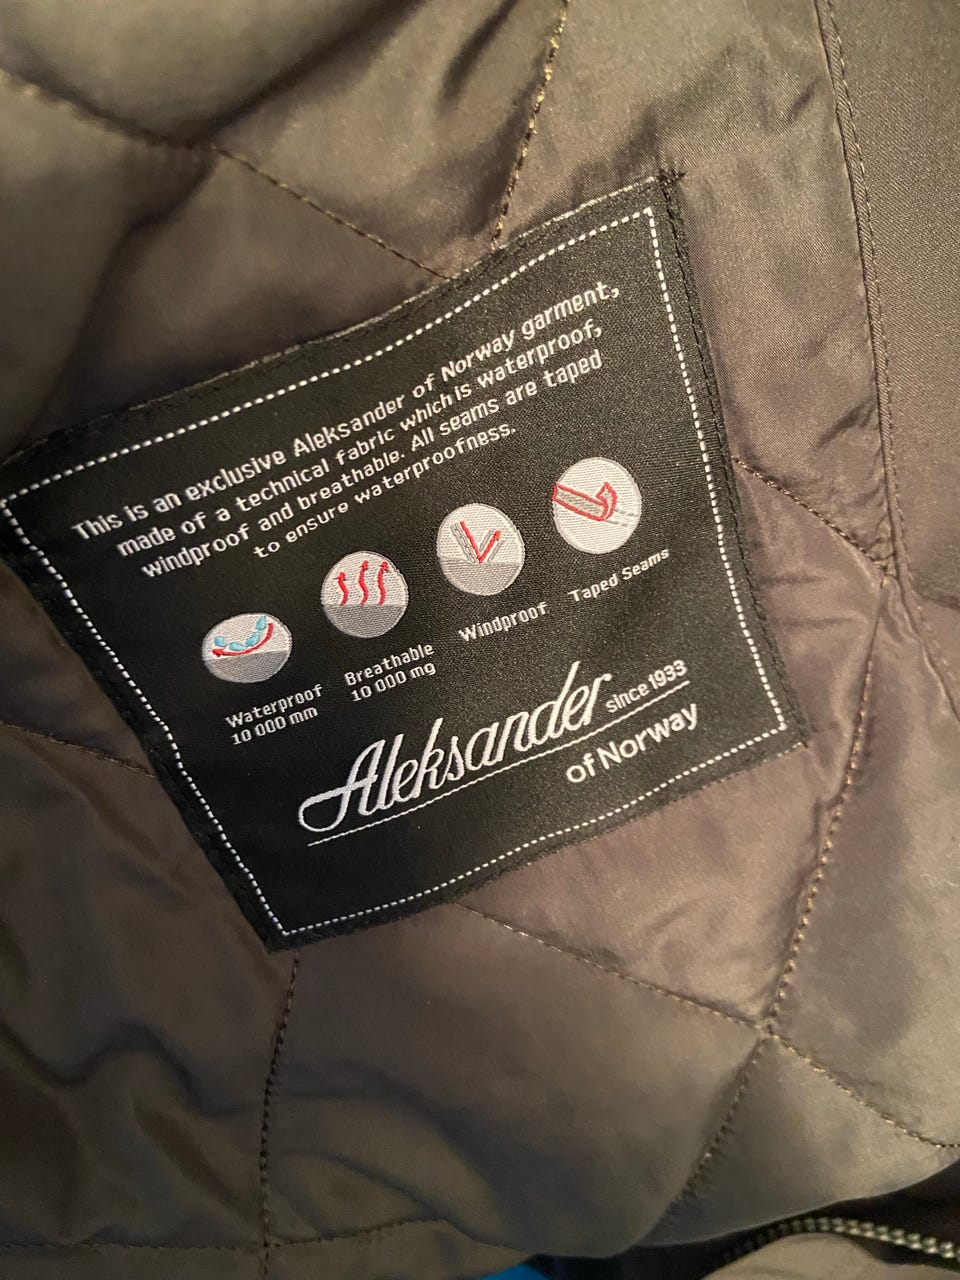 This is an exclusive Aleksander of Norway garment,
made of a technical fabric which is waterproof,
windproof and breathable. All seams are taped
to ensure waterproofness.
Waterproof
10 000 mm
Breathable
10 000 mg
Windproof
Taped Seams
Aleksander since 1933
of Norway